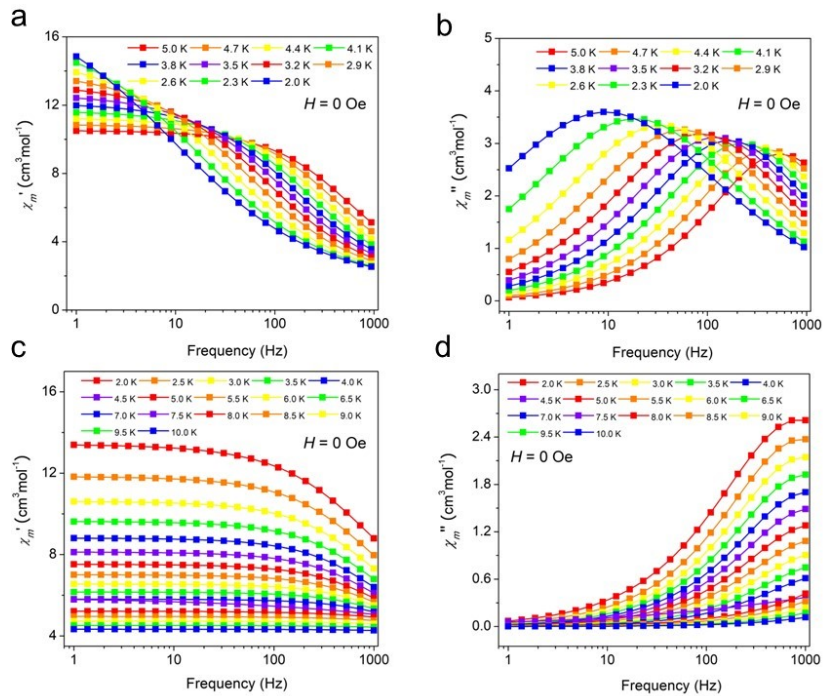 a
χm' (cm³mol⁻¹)
16
12
8
4
0
5.0 K 4.7 K 4.4 K 4.1 K
3.8 K 3.5 K 3.2 K 2.9 K
2.6 K 2.3 K 2.0 K
H = 0 Oe
1 10 100 1000
Frequency (Hz)
b
χm" (cm³mol⁻¹)
5
4
3
2
1
0
5.0 K 4.7 K 4.4 K 4.1 K
3.8 K 3.5 K 3.2 K 2.9 K
2.6 K 2.3 K 2.0 K
H = 0 Oe
1 10 100 1000
Frequency (Hz)
c
χm' (cm³mol⁻¹)
16
12
8
4
2.0 K 2.5 K 3.0 K 3.5 K 4.0 K
4.5 K 5.0 K 5.5 K 6.0 K 6.5 K
7.0 K 7.5 K 8.0 K 8.5 K 9.0 K
9.5 K 10.0 K
H = 0 Oe
1 10 100 1000
Frequency (Hz)
d
χm" (cm³mol⁻¹)
3.0
2.4
1.8
1.2
0.6
0.0
2.0 K 2.5 K 3.0 K 3.5 K 4.0 K
4.5 K 5.0 K 5.5 K 6.0 K 6.5 K
7.0 K 7.5 K 8.0 K 8.5 K 9.0 K
9.5 K 10.0 K
H = 0 Oe
1 10 100 1000
Frequency (Hz)